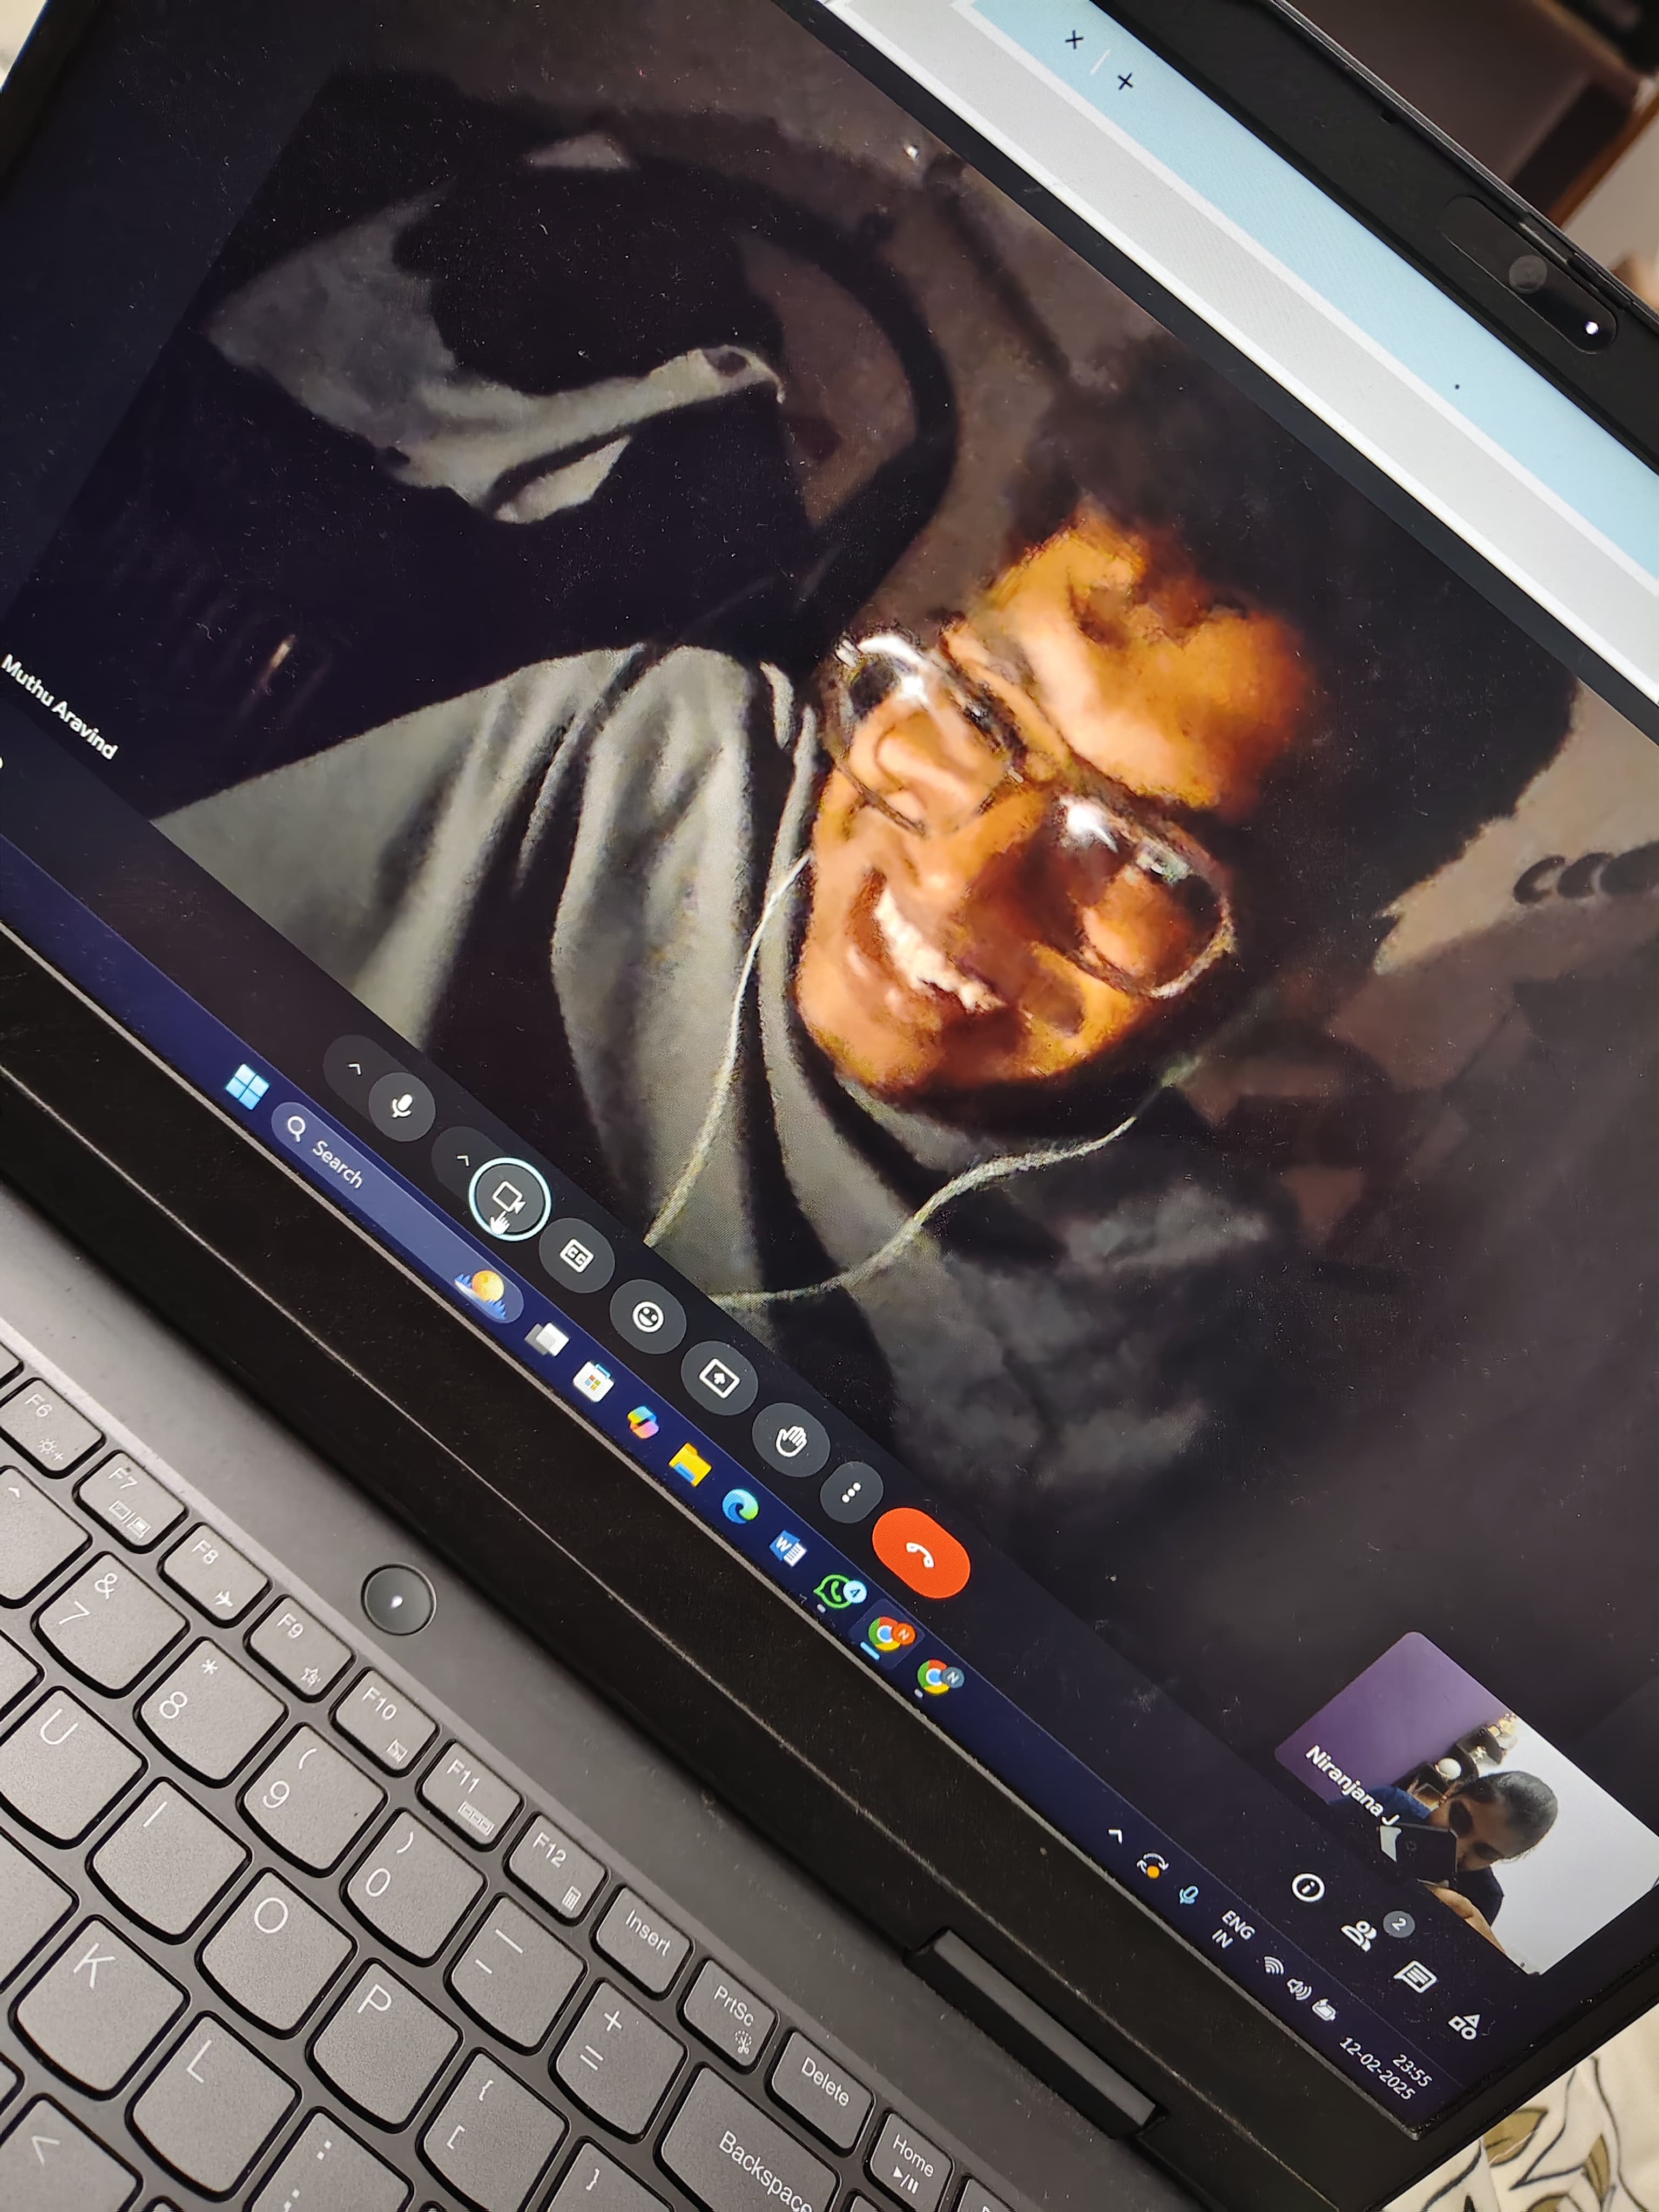 Muthu Aravind
Niranjana J
Search
4
N
N
2
ENG
IN
23:55
12-02-2025
F6
F7
F8
F9
F10
F11
F12
Insert
PrtSc
Delete
Home
&
7
*
8
(
9
)
0
—
-
+
=
Backspace
U
I
O
P
{
[
}
K
L
:
;
<